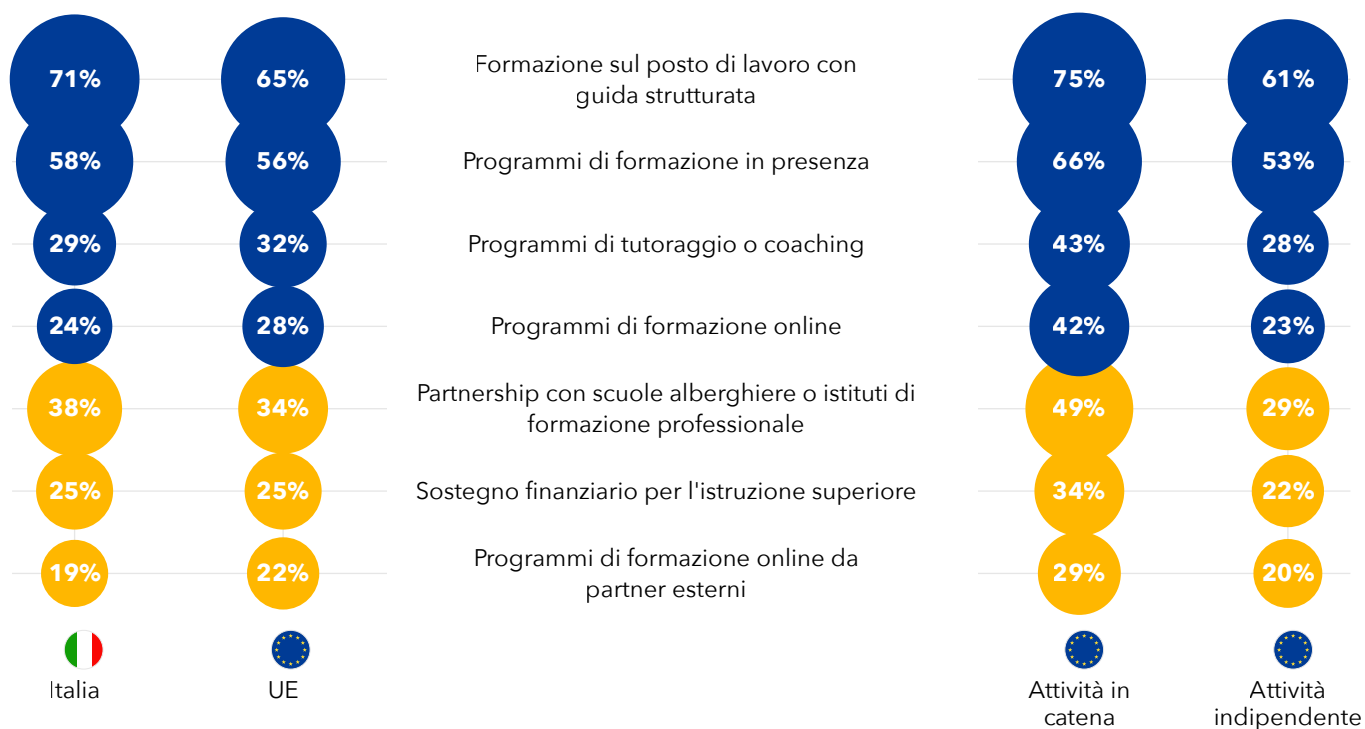 71%
65%
Formazione sul posto di lavoro con
guida strutturata
75%
61%
58%
56%
Programmi di formazione in presenza
66%
53%
29%
32%
Programmi di tutoraggio o coaching
43%
28%
24%
28%
Programmi di formazione online
42%
23%
38%
34%
Partnership con scuole alberghiere o istituti di
formazione professionale
49%
29%
25%
25%
Sostegno finanziario per l'istruzione superiore
34%
22%
19%
22%
Programmi di formazione online da
partner esterni
29%
20%
Italia
UE
Attività in
catena
Attività
indipendente